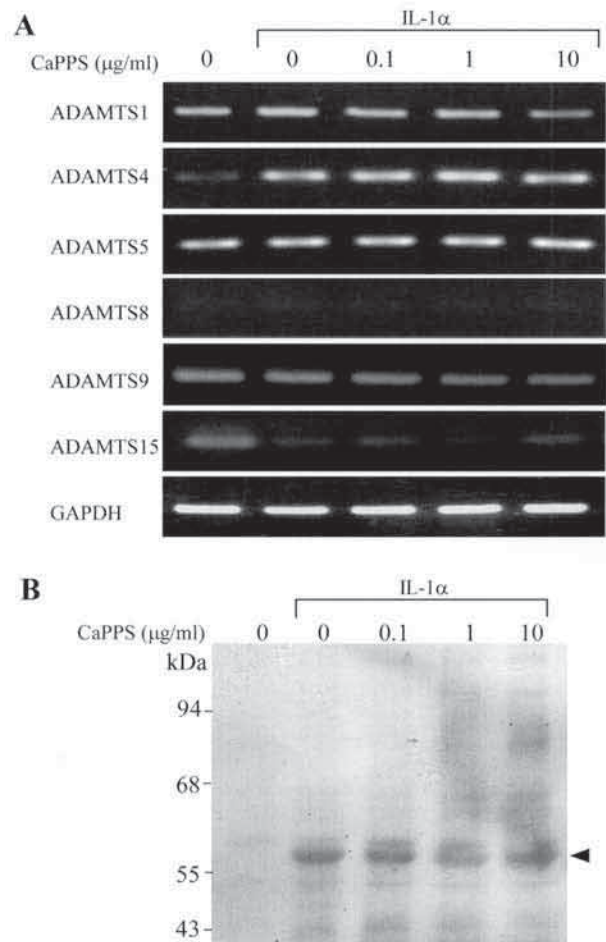 A
IL-1α
CaPPS (μg/ml) 0 0 0.1 1 10
ADAMTS1
ADAMTS4
ADAMTS5
ADAMTS8
ADAMTS9
ADAMTS15
GAPDH
B
IL-1α
CaPPS (μg/ml) 0 0 0.1 1 10
kDa
94
68
55
43